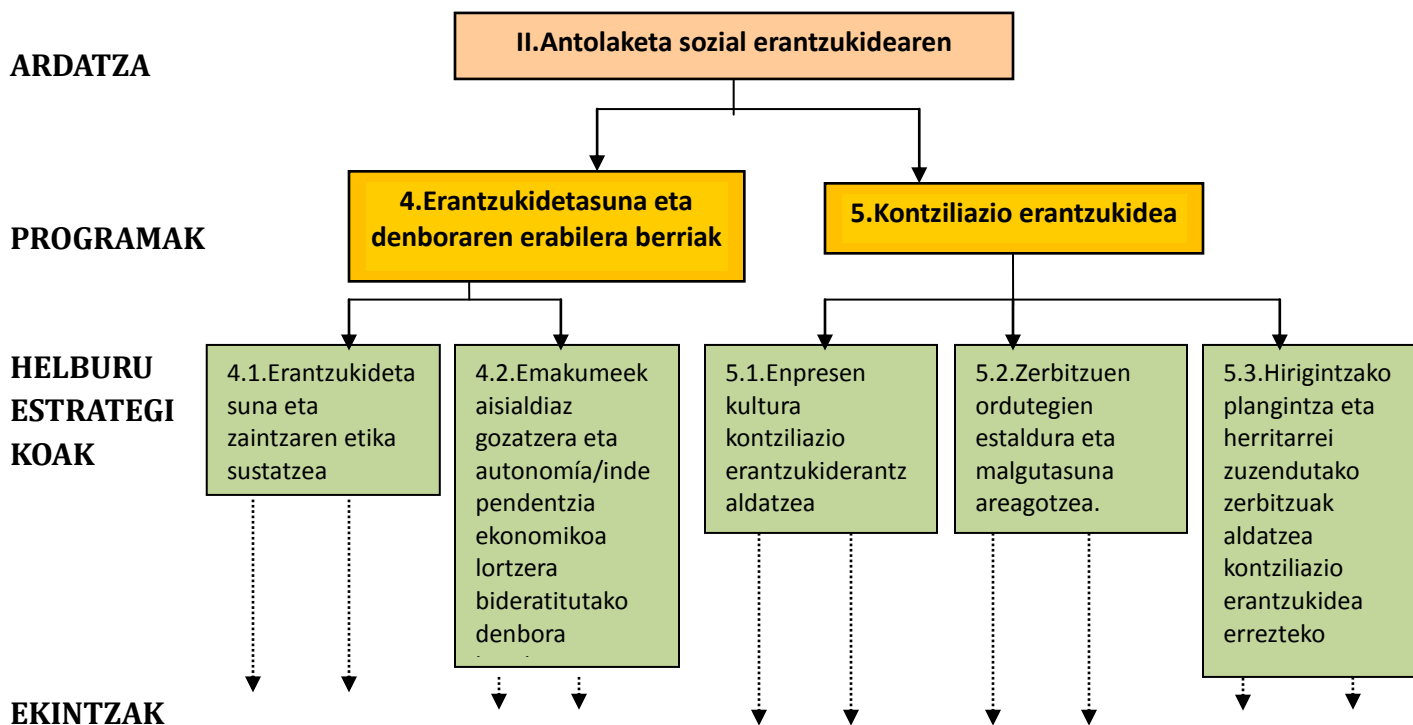 ARDATZA
II.Antolaketa sozial erantzukidearen
PROGRAMAK
4.Erantzukidetasuna eta
denboraren erabilera berriak
5.Kontziliazio erantzukidea
HELBURU
ESTRATEGI
KOAK
4.1.Erantzukideta
suna eta
zaintzaren etika
sustatzea
4.2.Emakumeek
aisialdiaz
gozatzera eta
autonomía/inde
pendentzia
ekonomikoa
lortzera
bideratitutako
denbora
5.1.Enpresen
kultura
kontziliazio
erantzukiderantz
aldatzea
5.2.Zerbitzuen
ordutegien
estaldura eta
malgutasuna
areagotzea.
5.3.Hirigintzako
plangintza eta
herritarrei
zuzendutako
zerbitzuak
aldatzea
kontziliazio
erantzukidea
errezteko
EKINTZAK